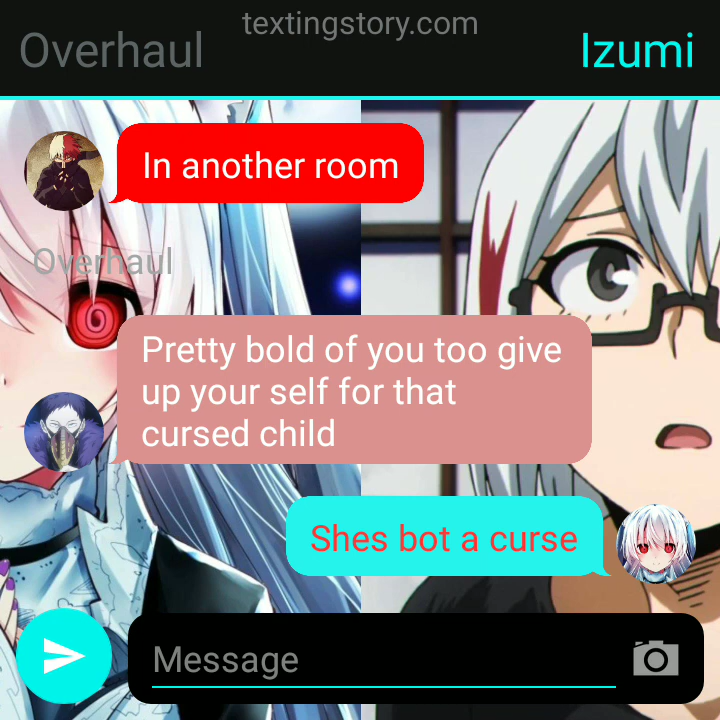 textingstory.com
Overhaul
Izumi
In another room
Overhaul
Pretty bold of you too give
up your self for that
cursed child
Shes bot a curse
Message